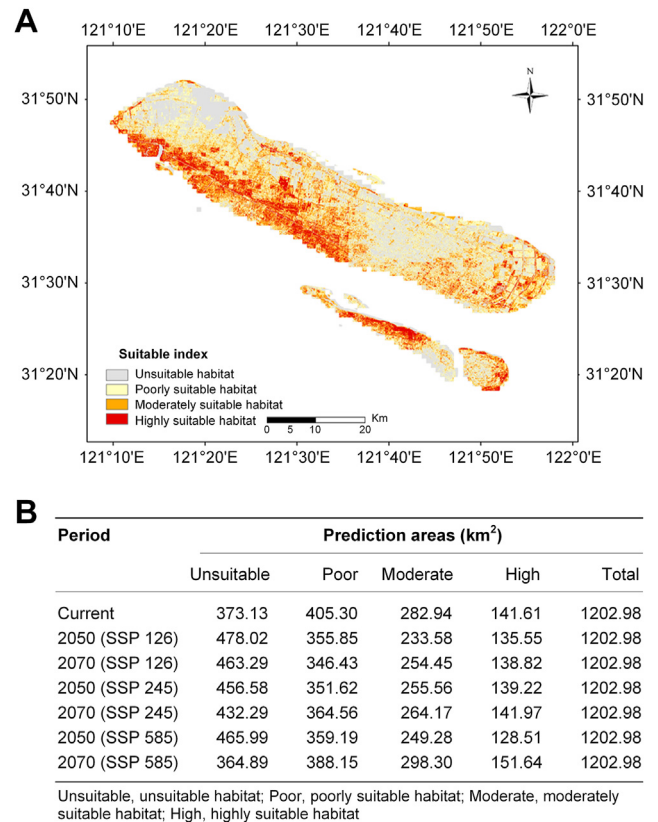 A
121°10'E 121°20'E 121°30'E 121°40'E 121°50'E 122°0'E
N
31°50'N 31°50'N
31°40'N 31°40'N
31°30'N 31°30'N
31°20'N 31°20'N
Suitable index
Unsuitable habitat
Poorly suitable habitat
Moderately suitable habitat
Highly suitable habitat
Km
0 5 10 20
121°10'E 121°20'E 121°30'E 121°40'E 121°50'E 122°0'E
B
Period Prediction areas (km²)
Unsuitable Poor Moderate High Total
Current 373.13 405.30 282.94 141.61 1202.98
2050 (SSP 126) 478.02 355.85 233.58 135.55 1202.98
2070 (SSP 126) 463.29 346.43 254.45 138.82 1202.98
2050 (SSP 245) 456.58 351.62 255.56 139.22 1202.98
2070 (SSP 245) 432.29 364.56 264.17 141.97 1202.98
2050 (SSP 585) 465.99 359.19 249.28 128.51 1202.98
2070 (SSP 585) 364.89 388.15 298.30 151.64 1202.98
Unsuitable, unsuitable habitat; Poor, poorly suitable habitat; Moderate, moderately
suitable habitat; High, highly suitable habitat